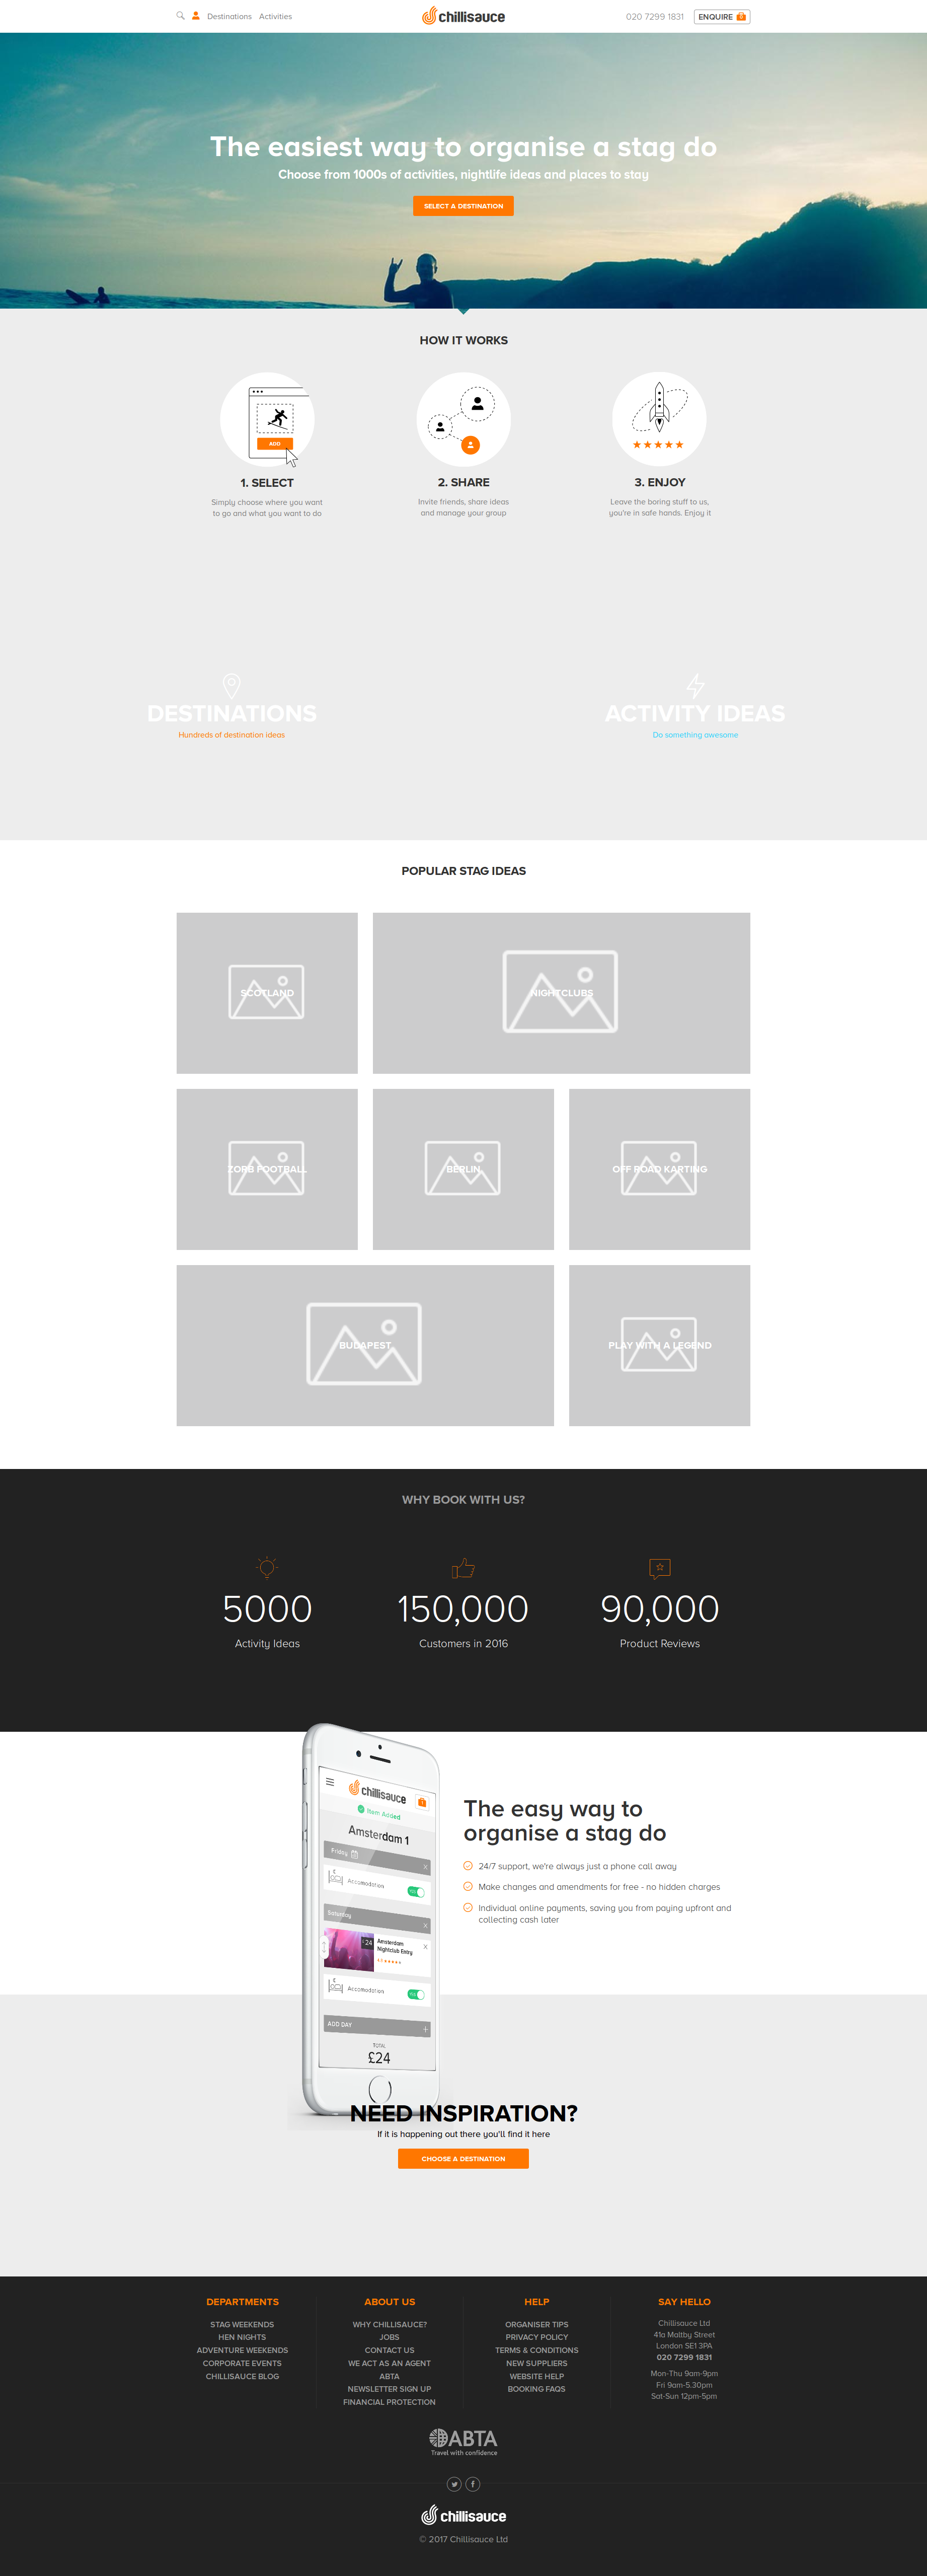 Destinations Activities
chillisauce
020 7299 1831
ENQUIRE
The easiest way to organise a stag do
Choose from 1000s of activities, nightlife ideas and places to stay
SELECT A DESTINATION
HOW IT WORKS
ADD
1. SELECT
Simply choose where you want
to go and what you want to do
2. SHARE
Invite friends, share ideas
and manage your group
3. ENJOY
Leave the boring stuff to us,
you're in safe hands. Enjoy it
DESTINATIONS
Hundreds of destination ideas
ACTIVITY IDEAS
Do something awesome
POPULAR STAG IDEAS
SCOTLAND
NIGHTCLUBS
ZORB FOOTBALL
BERLIN
OFF ROAD KARTING
BUDAPEST
PLAY WITH A LEGEND
WHY BOOK WITH US?
5000
Activity Ideas
150,000
Customers in 2016
90,000
Product Reviews
chillisauce
Item Added
Amsterdam 1
Friday
X
Accomodation
Saturday
X
£24
Amsterdam
Nightclub Entry
X
Accomodation
ADD DAY
TOTAL
£24
The easy way to
organise a stag do
24/7 support, we're always just a phone call away
Make changes and amendments for free - no hidden charges
Individual online payments, saving you from paying upfront and
collecting cash later
NEED INSPIRATION?
If it is happening out there you'll find it here
CHOOSE A DESTINATION
DEPARTMENTS
STAG WEEKENDS
HEN NIGHTS
ADVENTURE WEEKENDS
CORPORATE EVENTS
CHILLISAUCE BLOG
ABOUT US
WHY CHILLISAUCE?
JOBS
CONTACT US
WE ACT AS AN AGENT
ABTA
NEWSLETTER SIGN UP
FINANCIAL PROTECTION
HELP
ORGANISER TIPS
PRIVACY POLICY
TERMS & CONDITIONS
NEW SUPPLIERS
WEBSITE HELP
BOOKING FAQS
SAY HELLO
Chillisauce Ltd
41a Maltby Street
London SE1 3PA
020 7299 1831
Mon-Thu 9am-9pm
Fri 9am-5.30pm
Sat-Sun 12pm-5pm
ABTA
Travel with confidence
chillisauce
© 2017 Chillisauce Ltd